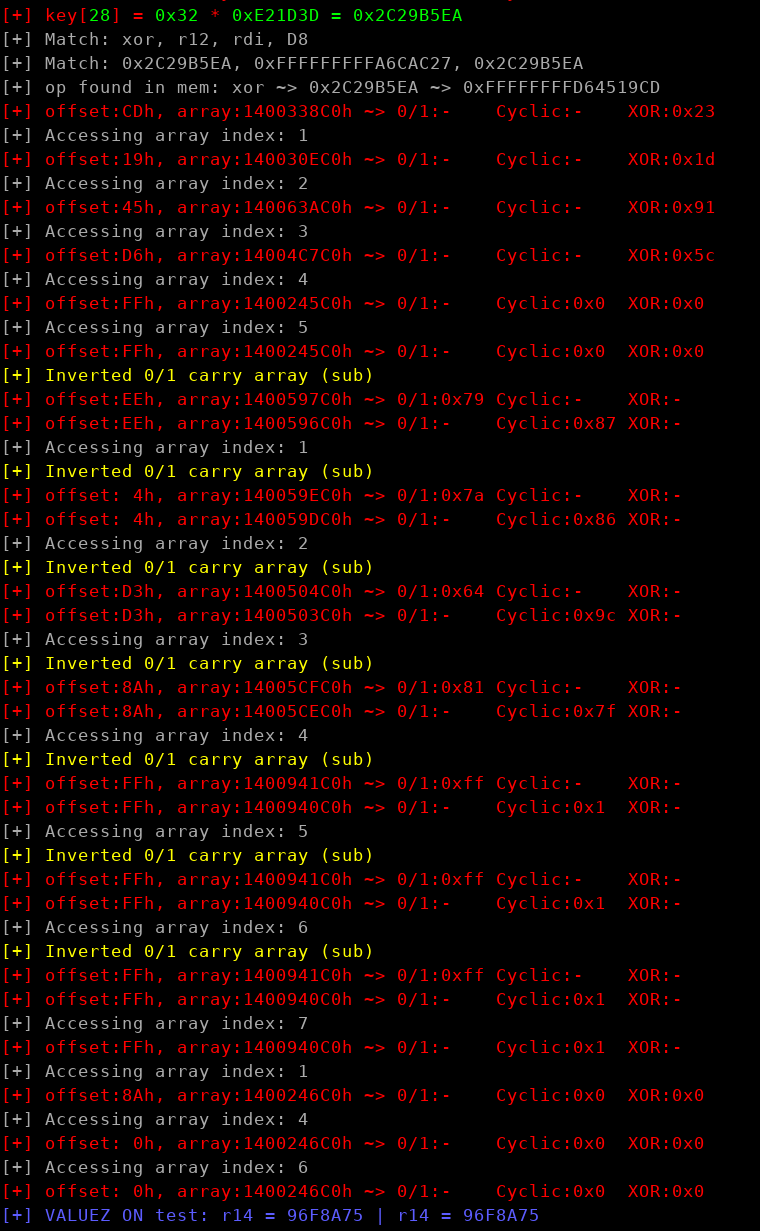 [+] key[28] = 0x32 * 0xE21D3D = 0x2C29B5EA
[+] Match: xor, r12, rdi, D8
[+] Match: 0x2C29B5EA, 0xFFFFFFFFFA6CAC27, 0x2C29B5EA
[+] op found in mem: xor ~> 0x2C29B5EA ~> 0xFFFFFFFFD64519CD
[+] offset:CDh, array:1400338C0h ~> 0/1:- Cyclic:- XOR:0x23
[+] Accessing array index: 1
[+] offset:19h, array:140030EC0h ~> 0/1:- Cyclic:- XOR:0x1d
[+] Accessing array index: 2
[+] offset:45h, array:140063AC0h ~> 0/1:- Cyclic:- XOR:0x91
[+] Accessing array index: 3
[+] offset:D6h, array:14004C7C0h ~> 0/1:- Cyclic:- XOR:0x5c
[+] Accessing array index: 4
[+] offset:FFh, array:1400245C0h ~> 0/1:- Cyclic:0x0 XOR:0x0
[+] Accessing array index: 5
[+] offset:FFh, array:1400245C0h ~> 0/1:- Cyclic:0x0 XOR:0x0
[+] Inverted 0/1 carry array (sub)
[+] offset:EEh, array:1400597C0h ~> 0/1:0x79 Cyclic:- XOR:-
[+] offset:EEh, array:1400596C0h ~> 0/1:- Cyclic:0x87 XOR:-
[+] Accessing array index: 1
[+] Inverted 0/1 carry array (sub)
[+] offset: 4h, array:140059EC0h ~> 0/1:0x7a Cyclic:- XOR:-
[+] offset: 4h, array:140059DC0h ~> 0/1:- Cyclic:0x86 XOR:-
[+] Accessing array index: 2
[+] Inverted 0/1 carry array (sub)
[+] offset:D3h, array:1400504C0h ~> 0/1:0x64 Cyclic:- XOR:-
[+] offset:D3h, array:1400503C0h ~> 0/1:- Cyclic:0x9c XOR:-
[+] Accessing array index: 3
[+] Inverted 0/1 carry array (sub)
[+] offset:8Ah, array:14005CFC0h ~> 0/1:0x81 Cyclic:- XOR:-
[+] offset:8Ah, array:14005CEC0h ~> 0/1:- Cyclic:0x7f XOR:-
[+] Accessing array index: 4
[+] Inverted 0/1 carry array (sub)
[+] offset:FFh, array:1400941C0h ~> 0/1:0xff Cyclic:- XOR:-
[+] offset:FFh, array:1400940C0h ~> 0/1:- Cyclic:0x1 XOR:-
[+] Accessing array index: 5
[+] Inverted 0/1 carry array (sub)
[+] offset:FFh, array:1400941C0h ~> 0/1:0xff Cyclic:- XOR:-
[+] offset:FFh, array:1400940C0h ~> 0/1:- Cyclic:0x1 XOR:-
[+] Accessing array index: 6
[+] Inverted 0/1 carry array (sub)
[+] offset:FFh, array:1400941C0h ~> 0/1:0xff Cyclic:- XOR:-
[+] offset:FFh, array:1400940C0h ~> 0/1:- Cyclic:0x1 XOR:-
[+] Accessing array index: 7
[+] offset:FFh, array:1400940C0h ~> 0/1:- Cyclic:0x1 XOR:-
[+] Accessing array index: 1
[+] offset:8Ah, array:1400246C0h ~> 0/1:- Cyclic:0x0 XOR:0x0
[+] Accessing array index: 4
[+] offset: 0h, array:1400246C0h ~> 0/1:- Cyclic:0x0 XOR:0x0
[+] Accessing array index: 6
[+] offset: 0h, array:1400246C0h ~> 0/1:- Cyclic:0x0 XOR:0x0
[+] VALUEZ ON test: r14 = 96F8A75 | r14 = 96F8A75